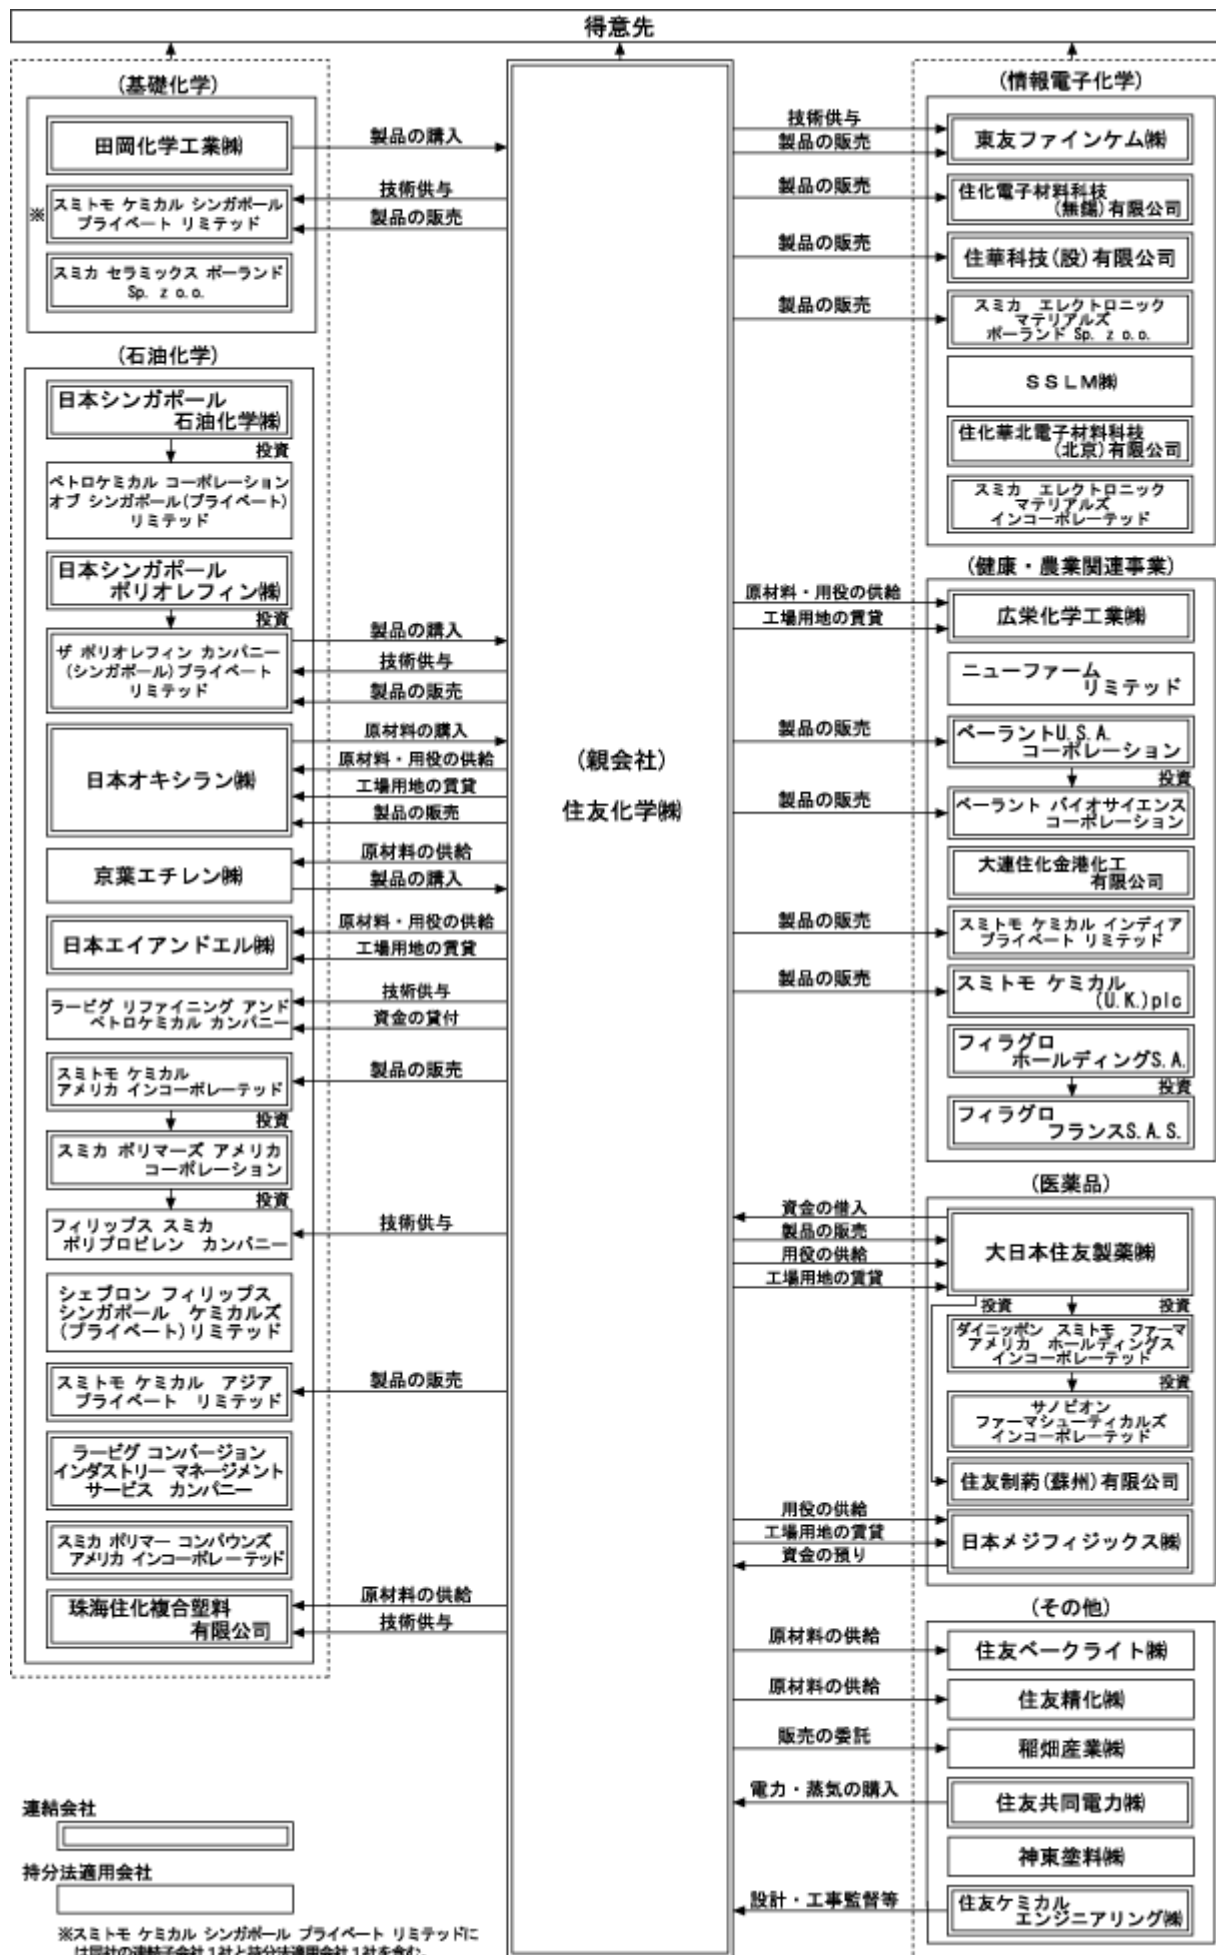 得意先
(基礎化学)
田岡化学工業㈱
製品の購入
※
スミトモ ケミカル シンガポール
プライベート リミテッド
技術供与
製品の販売
スミカ セラミックス ポーランド
Sp. z o.o.
(石油化学)
日本シンガポール
石油化学㈱
投資
ペトロケミカル コーポレーション
オブ シンガポール(プライベート)
リミテッド
日本シンガポール
ポリオレフィン㈱
投資
ザ ポリオレフィン カンパニー
(シンガポール)プライベート
リミテッド
製品の購入
技術供与
製品の販売
日本オキシラン㈱
原材料の購入
原材料・用役の供給
工場用地の賃貸
製品の販売
京葉エチレン㈱
原材料の供給
製品の購入
日本エイアンドエル㈱
原材料・用役の供給
工場用地の賃貸
ラービグ リファイニング アンド
ペトロケミカル カンパニー
技術供与
資金の貸付
スミトモ ケミカル
アメリカ インコーポレーテッド
製品の販売
投資
スミカ ポリマーズ アメリカ
コーポレーション
投資
フィリップス スミカ
ポリプロピレン カンパニー
技術供与
シェブロン フィリップス
シンガポール ケミカルズ
(プライベート)リミテッド
スミトモ ケミカル アジア
プライベート リミテッド
製品の販売
ラービグ コンバージョン
インダストリー マネージメント
サービス カンパニー
スミカ ポリマー コンパウンズ
アメリカ インコーポレーテッド
珠海住化複合塑料
有限公司
原材料の供給
技術供与
連結会社
持分法適用会社
※スミトモ ケミカル シンガポール プライベート リミテッドに
は同社の連結子会社1社と持分法適用会社1社を含む。
(親会社)
住友化学㈱
(情報電子化学)
技術供与
製品の販売
東友ファインケム㈱
製品の販売
住化電子材料科技
(無錫)有限公司
製品の販売
住華科技(股)有限公司
製品の販売
スミカ エレクトロニック
マテリアルズ
ポーランド Sp. z o.o.
SSLM㈱
住化華北電子材料科技
(北京)有限公司
スミカ エレクトロニック
マテリアルズ
インコーポレーテッド
(健康・農業関連事業)
原材料・用役の供給
工場用地の賃貸
広栄化学工業㈱
ニューファーム
リミテッド
製品の販売
ベーラントU.S.A.
コーポレーション
投資
製品の販売
ベーラント バイオサイエンス
コーポレーション
大連住化金港化工
有限公司
製品の販売
スミトモ ケミカル インディア
プライベート リミテッド
製品の販売
スミトモ ケミカル
(U.K.)plc
フィラグロ
ホールディングS.A.
投資
フィラグロ
フランスS.A.S.
(医薬品)
資金の借入
製品の販売
用役の供給
工場用地の賃貸
大日本住友製薬㈱
投資
投資
ダイニッポン スミトモ ファーマ
アメリカ ホールディングス
インコーポレーテッド
投資
サノビオン
ファーマシューティカルズ
インコーポレーテッド
住友制葯(蘇州)有限公司
用役の供給
工場用地の賃貸
資金の預り
日本メジフィジックス㈱
(その他)
原材料の供給
住友ベークライト㈱
原材料の供給
住友精化㈱
販売の委託
稲畑産業㈱
電力・蒸気の購入
住友共同電力㈱
神東塗料㈱
設計・工事監督等
住友ケミカル
エンジニアリング㈱